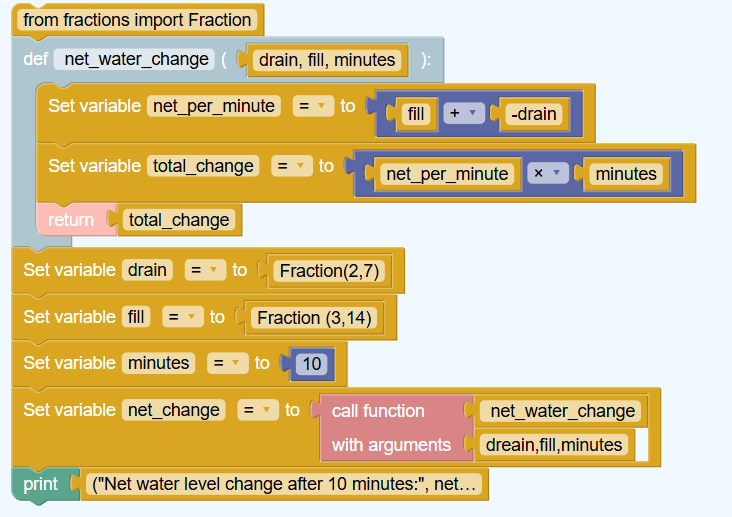 from fractions import Fraction
def net_water_change ( drain, fill, minutes ):
Set variable net_per_minute = to fill + -drain
Set variable total_change = to net_per_minute × minutes
return total_change
Set variable drain = to Fraction(2,7)
Set variable fill = to Fraction (3,14)
Set variable minutes = to 10
Set variable net_change = to call function net_water_change
with arguments dreain,fill,minutes
print ("Net water level change after 10 minutes:", net...